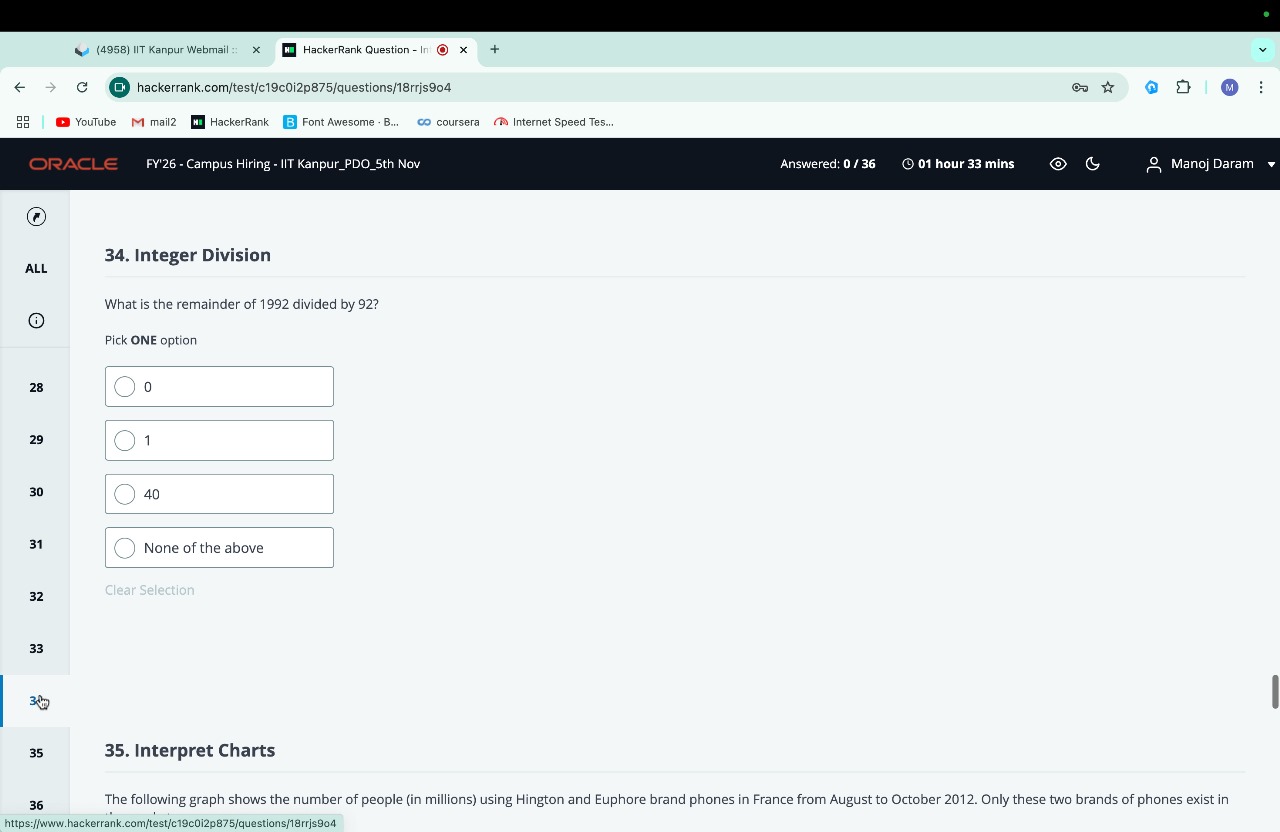 (4958) IIT Kanpur Webmail ::
HackerRank Question - In
hackerrank.com/test/c19c0i2p875/questions/18rrjs9o4
M
YouTube
mail2
HackerRank
Font Awesome · B...
coursera
Internet Speed Tes...
ORACLE
FY'26 - Campus Hiring - IIT Kanpur_PDO_5th Nov
Answered: 0 / 36
01 hour 33 mins
Manoj Daram
ALL
28
29
30
31
32
33
35
36
34. Integer Division
What is the remainder of 1992 divided by 92?
Pick ONE option
0
1
40
None of the above
Clear Selection
35. Interpret Charts
The following graph shows the number of people (in millions) using Hington and Euphore brand phones in France from August to October 2012. Only these two brands of phones exist in
https://www.hackerrank.com/test/c19c0i2p875/questions/18rrjs9o4